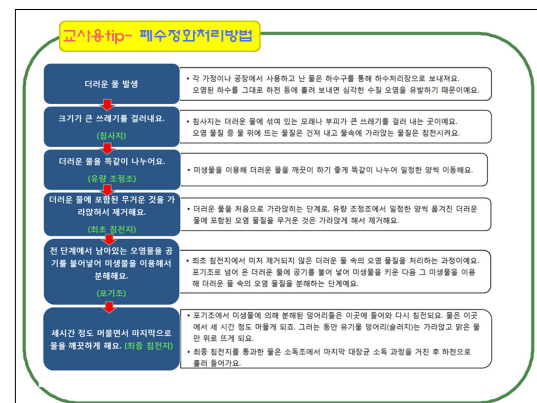 교사용tip- 폐수정화처리방법
더러운 물 발생
• 각 가정이나 공장에서 사용하고 난 물은 하수구를 통해 하수처리장으로 보내져요.
오염된 하수를 그대로 하천 등에 흘러 보내면 심각한 수질 오염을 유발하기 때문이예요.
크기가 큰 쓰레기를 걸러내요.
(침사지)
• 침사지는 더러운 물에 섞여 있는 모래나 부피가 큰 쓰레기를 걸러 내는 곳이예요.
오염 물질 중 물 위에 뜨는 물질은 건져 내고 물속에 가라앉는 물질은 침전시켜요.
더러운 물을 똑같이 나누어요.
(유량 조정조)
• 미생물을 이용해 더러운 물을 깨끗이 하기 좋게 똑같이 나누어 일정한 양씩 이동해요.
더러운 물에 포함된 무거운 것을 가
라앉혀서 제거해요.
(최초 침전지)
• 더러운 물을 처음으로 가라앉히는 단계로, 유량 조정조에서 일정한 양씩 옮겨진 더러운
물에 포함된 오염 물질을 무거운 것은 가라앉게 해서 제거해요.
전 단계에서 남아있는 오염물을 공
기를 불어넣어 미생물을 이용해서
분해해요.
(포기조)
• 최초 침전지에서 미처 제거되지 않은 더러운 물 속의 오염 물질을 처리하는 과정이예요.
포기조로 넘어 온 더러운 물에 공기를 불어 넣어 미생물을 키운 다음 그 미생물을 이용
해 더러운 물 속의 오염 물질을 분해하는 단계예요.
세시간 정도 머물면서 마지막으로
물을 깨끗하게 해요. (최종 침전지)
• 포기조에서 미생물에 의해 분해된 덩어리들은 이곳에 들어와 다시 침전되요. 물은 이곳
에서 세 시간 정도 머물게 되죠. 그러는 동안 유기물 덩어리(슬러지)는 가라앉고 맑은 물
만 위로 뜨게 되요.
• 최종 침전지를 통과한 물은 소독조에서 마지막 대장균 소독 과정을 거친 후 하천으로
흘러 들어가요.